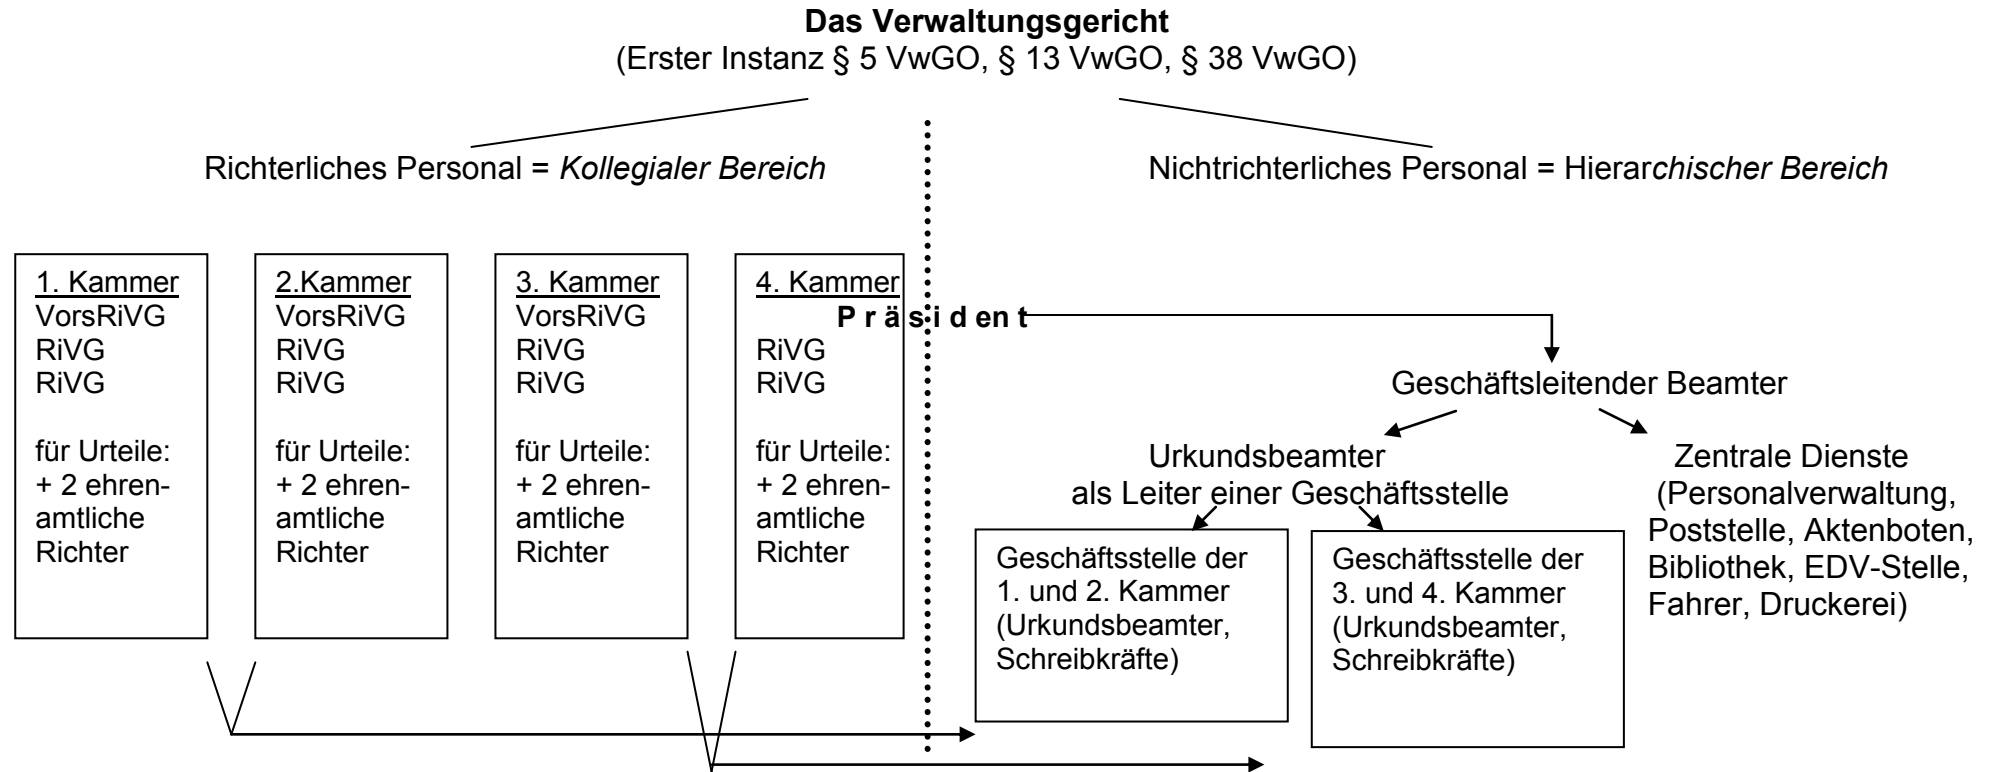 Das Verwaltungsgericht
(Erster Instanz § 5 VwGO, § 13 VwGO, § 38 VwGO)
Richterliches Personal = Kollegialer Bereich
Nichtrichterliches Personal = Hierarchischer Bereich
1. Kammer
VorsRiVG
RiVG
RiVG
für Urteile:
+ 2 ehren-
amtliche
Richter
2.Kammer
VorsRiVG
RiVG
RiVG
für Urteile:
+ 2 ehren-
amtliche
Richter
3. Kammer
VorsRiVG
RiVG
RiVG
für Urteile:
+ 2 ehren-
amtliche
Richter
4. Kammer
P r ä s i d en t
RiVG
RiVG
für Urteile:
+ 2 ehren-
amtliche
Richter
Geschäftsleitender Beamter
Urkundsbeamter
als Leiter einer Geschäftsstelle
Zentrale Dienste
(Personalverwaltung,
Poststelle, Aktenboten,
Bibliothek, EDV-Stelle,
Fahrer, Druckerei)
Geschäftsstelle der
1. und 2. Kammer
(Urkundsbeamter,
Schreibkräfte)
Geschäftsstelle der
3. und 4. Kammer
(Urkundsbeamter,
Schreibkräfte)